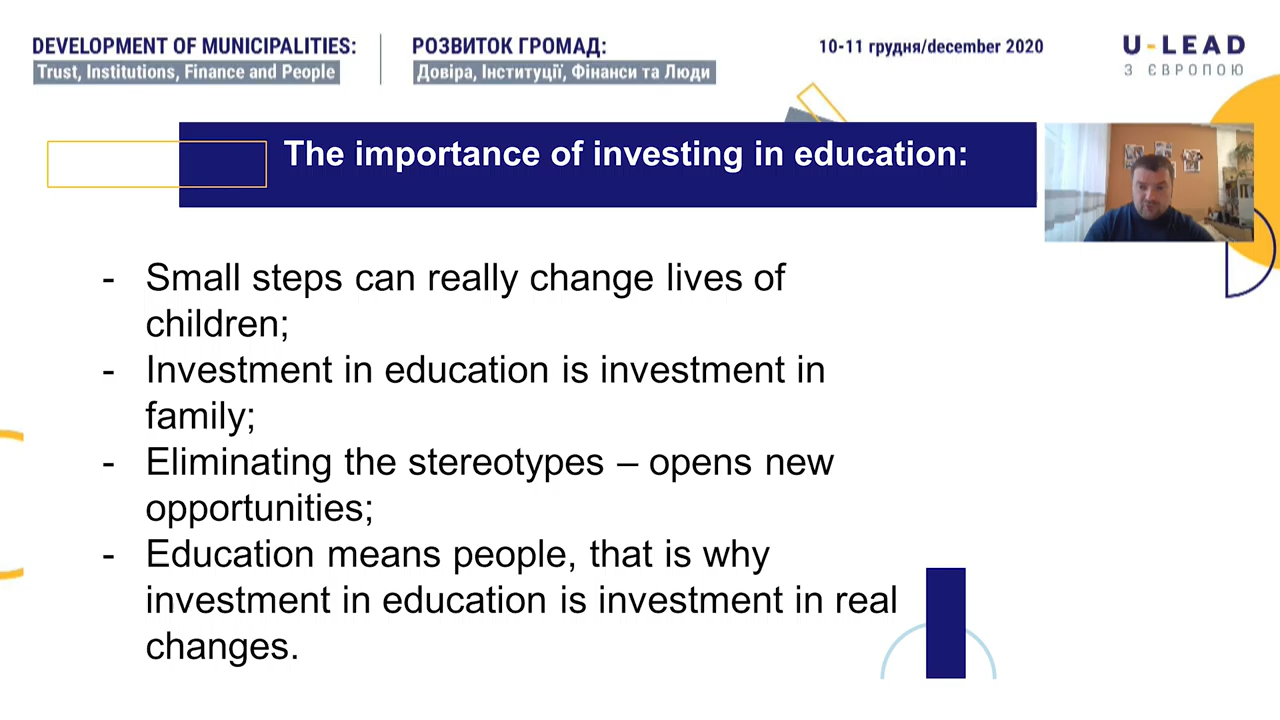 DEVELOPMENT OF MUNICIPALITIES:
Trust, Institutions, Finance and People
РОЗВИТОК ГРОМАД:
Довіра, Інституції, Фінанси та Люди
10-11 грудня/december 2020
U-LEAD
З ЄВРОПОЮ
The importance of investing in education:
- Small steps can really change lives of
children;
- Investment in education is investment in
family;
- Eliminating the stereotypes – opens new
opportunities;
- Education means people, that is why
investment in education is investment in real
changes.